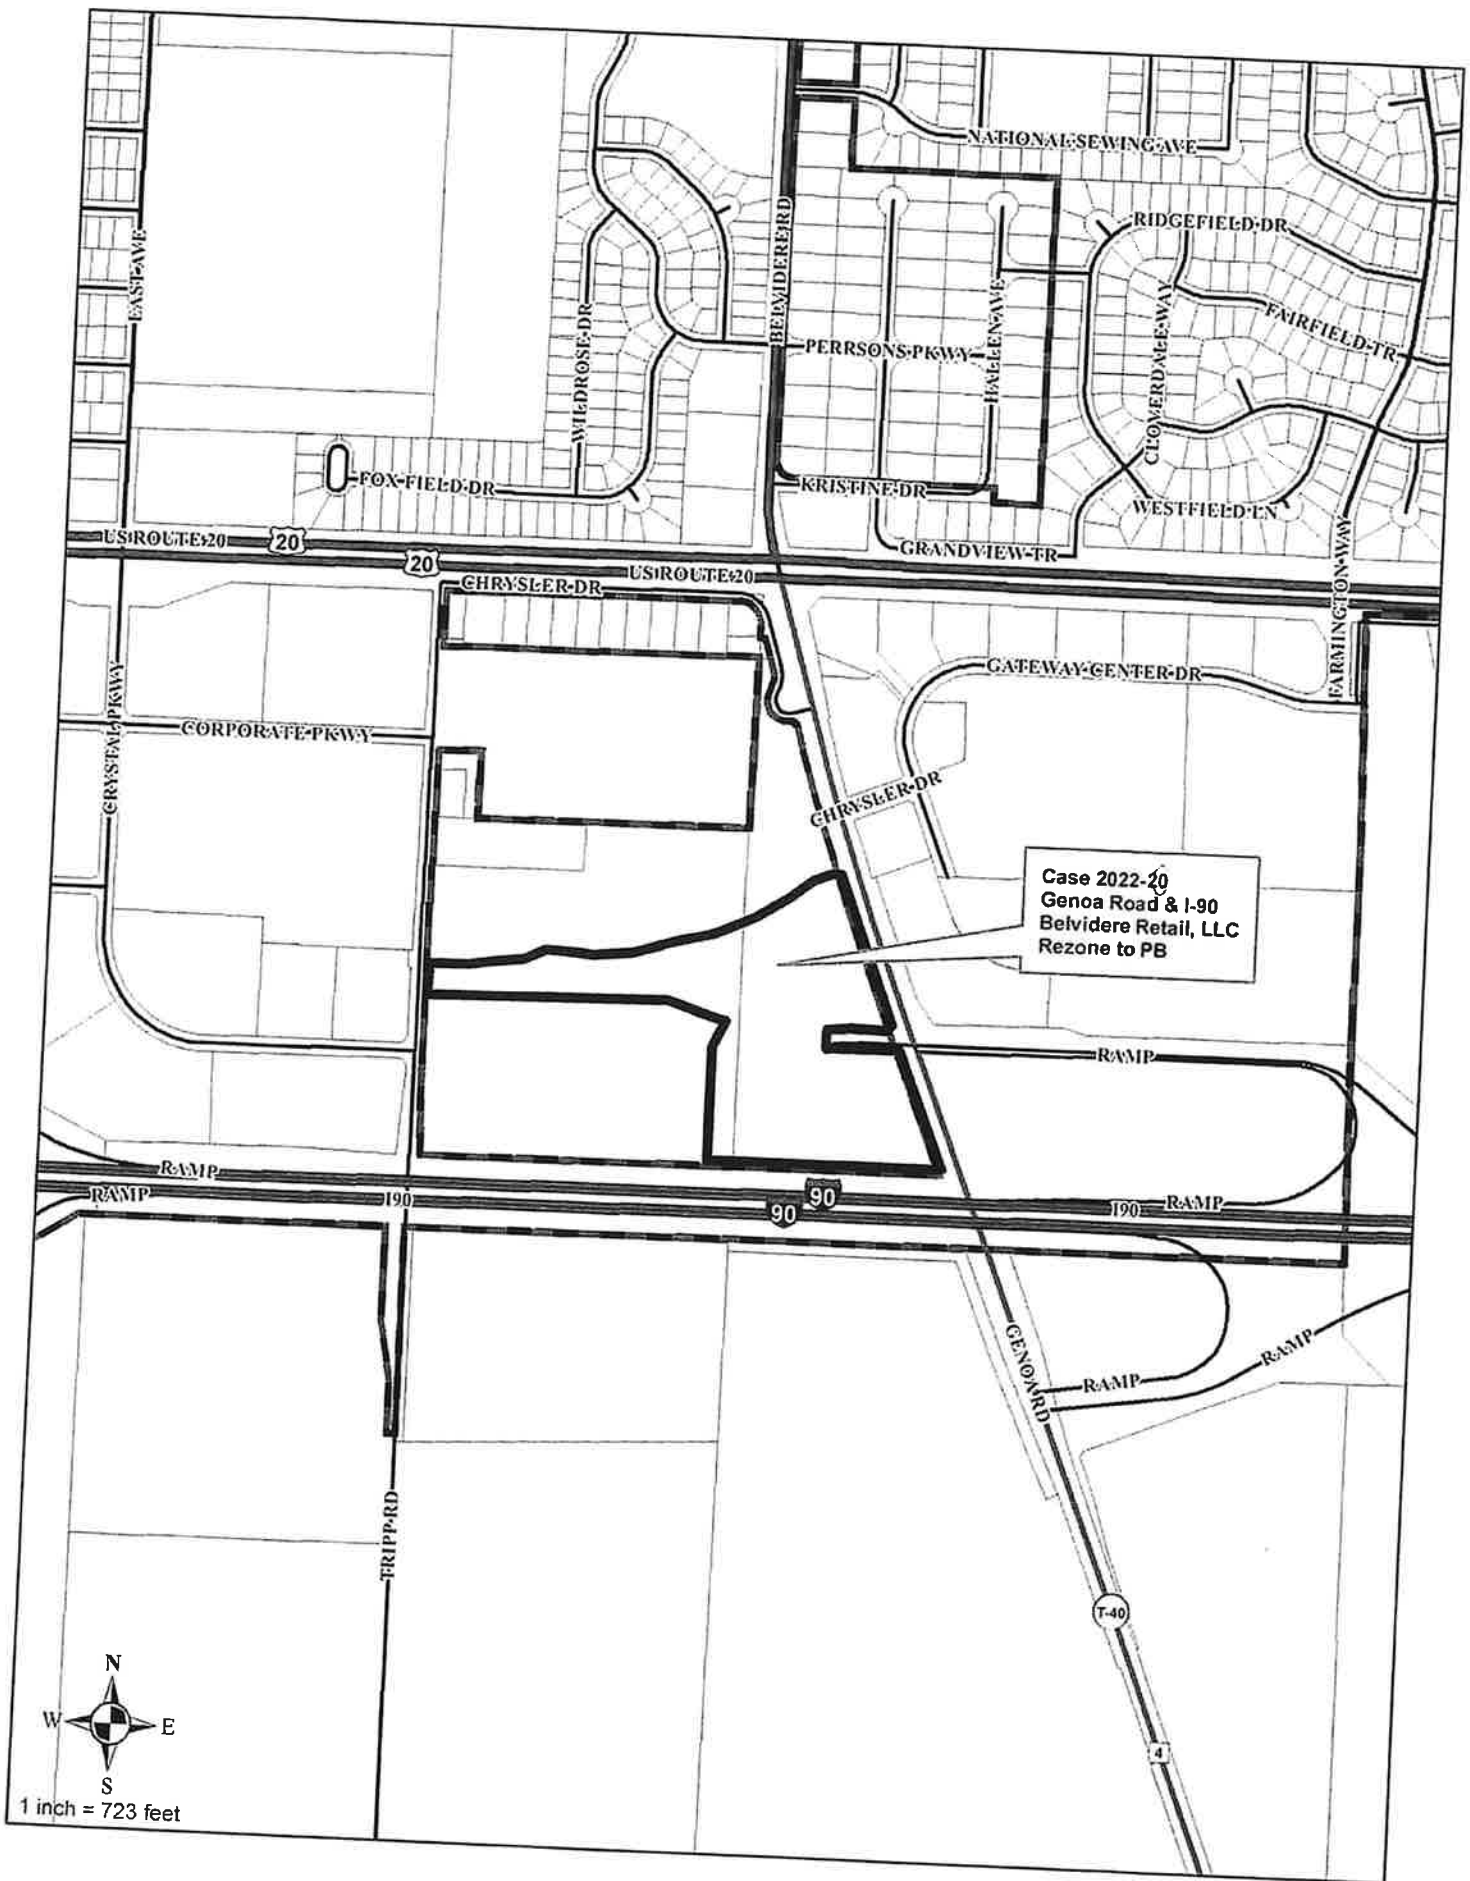 NATIONAL SEWING AVE
RIDGEFIELD DR
EAST AVE
BELVIDERE RD
HALLEN AVE
CLOVERDALE WAY
FAIRFIELD TR
WILDROSE DR
PERRSONS PKWY
FOX FIELD DR
KRISTINE DR
WESTFIELD LN
GRANDVIEW TR
US ROUTE 20
20
20
US ROUTE 20
CHRYSLER DR
FARMINGTON WAY
GATEWAY CENTER DR
CRYSTAL PKWY
CORPORATE PKWY
CHRYSLER DR
Case 2022-20
Genoa Road & I-90
Belvidere Retail, LLC
Rezone to PB
RAMP
RAMP
RAMP
I90
90
90
I90
RAMP
GENOA RD
RAMP
RAMP
TRIPP RD
T-40
4
N
W
E
S
1 inch = 723 feet